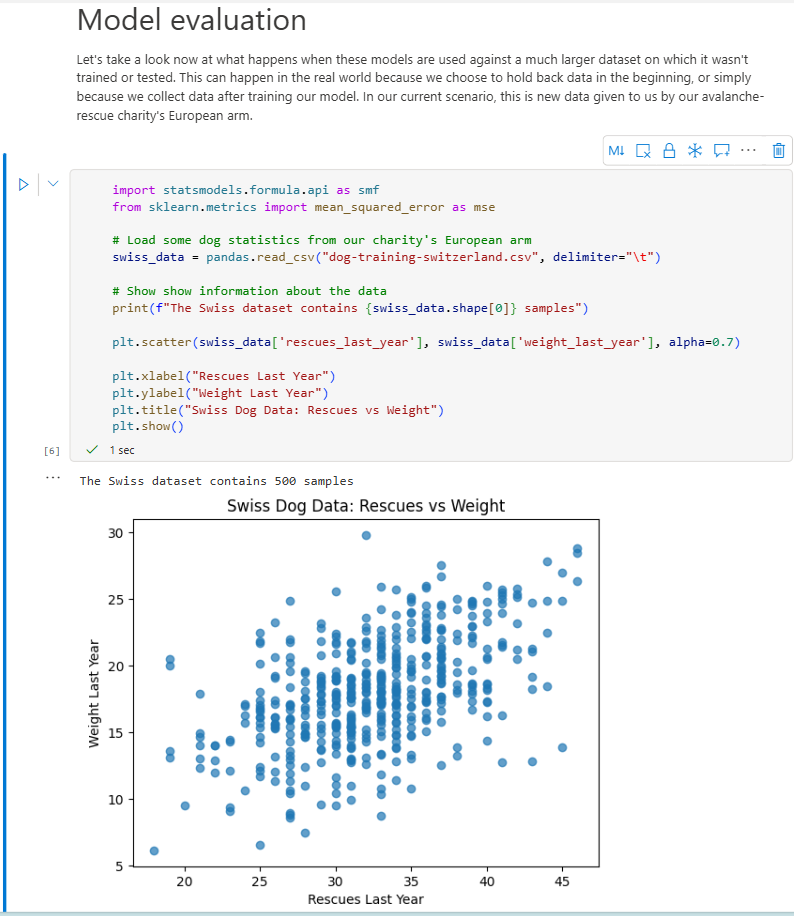 Model evaluation
Let's take a look now at what happens when these models are used against a much larger dataset on which it wasn't
trained or tested. This can happen in the real world because we choose to hold back data in the beginning, or simply
because we collect data after training our model. In our current scenario, this is new data given to us by our avalanche-
rescue charity's European arm.
M↓
import statsmodels.formula.api as smf
from sklearn.metrics import mean_squared_error as mse
# Load some dog statistics from our charity's European arm
swiss_data = pandas.read_csv("dog-training-switzerland.csv", delimiter="\t")
# Show show information about the data
print(f"The Swiss dataset contains {swiss_data.shape[0]} samples")
plt.scatter(swiss_data['rescues_last_year'], swiss_data['weight_last_year'], alpha=0.7)
plt.xlabel("Rescues Last Year")
plt.ylabel("Weight Last Year")
plt.title("Swiss Dog Data: Rescues vs Weight")
plt.show()
[6]
1 sec
The Swiss dataset contains 500 samples
Swiss Dog Data: Rescues vs Weight
30
25
20
15
10
5
Weight Last Year
20 25 30 35 40 45
Rescues Last Year